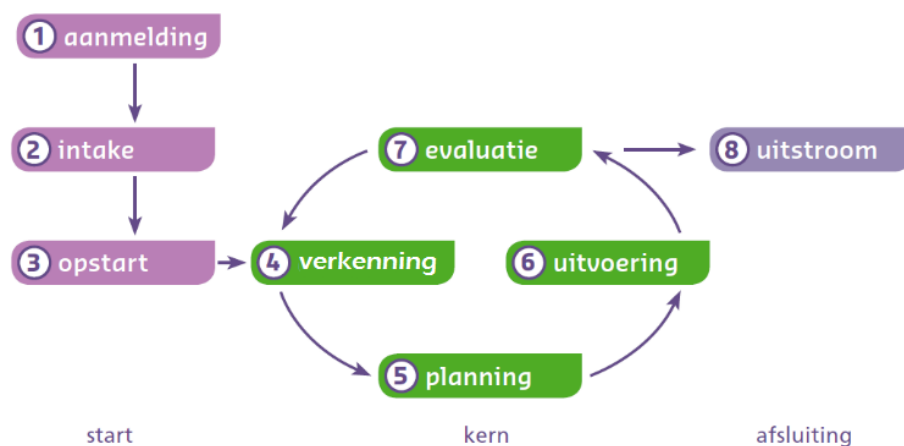 1 aanmelding
2 intake
3 opstart
4 verkenning
5 planning
6 uitvoering
7 evaluatie
8 uitstroom
start
kern
afsluiting